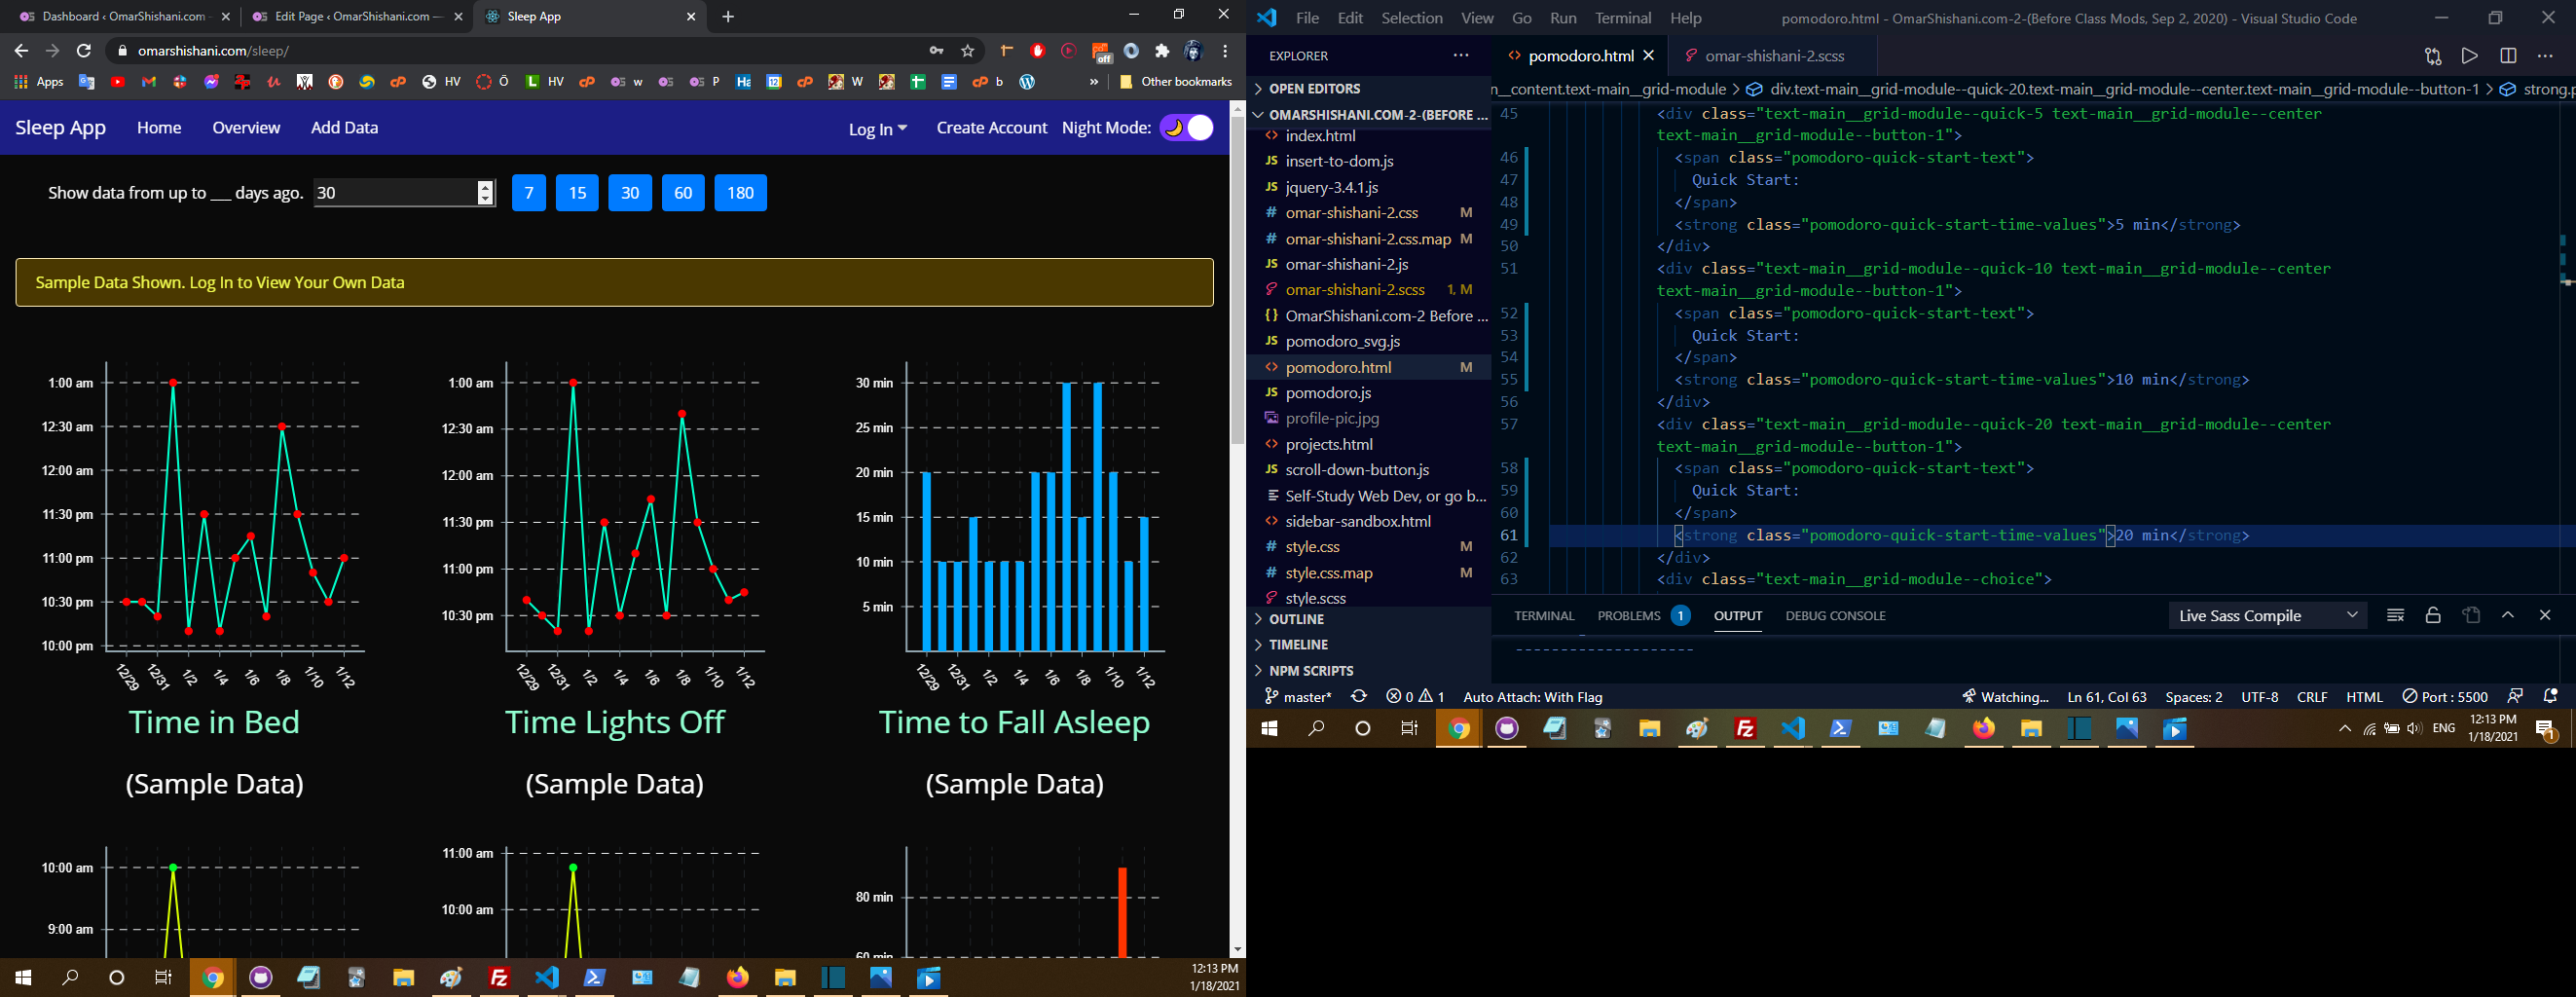 Dashboard ‹ OmarShishani.com
Edit Page ‹ OmarShishani.com —
Sleep App
omarshishani.com/sleep/
off
Apps
HV
Ō
HV
w
P
W
b
Other bookmarks
Sleep App
Home
Overview
Add Data
Log In
Create Account
Night Mode:
Show data from up to ___ days ago.
30
7
15
30
60
180
Sample Data Shown. Log In to View Your Own Data
1:00 am
12:30 am
12:00 am
11:30 pm
11:00 pm
10:30 pm
10:00 pm
12/29
12/31
1/2
1/4
1/6
1/8
1/10
1/12
Time in Bed
(Sample Data)
1:00 am
12:30 am
12:00 am
11:30 pm
11:00 pm
10:30 pm
12/29
12/31
1/2
1/4
1/6
1/8
1/10
1/12
Time Lights Off
(Sample Data)
30 min
25 min
20 min
15 min
10 min
5 min
12/29
12/31
1/2
1/4
1/6
1/8
1/10
1/12
Time to Fall Asleep
(Sample Data)
10:00 am
9:00 am
11:00 am
10:00 am
80 min
60 min
12:13 PM
1/18/2021
File Edit Selection View Go Run Terminal Help
pomodoro.html - OmarShishani.com-2-(Before Class Mods, Sep 2, 2020) - Visual Studio Code
EXPLORER
OPEN EDITORS
OMARSHISHANI.COM-2-(BEFORE ...
index.html
JS insert-to-dom.js
JS jquery-3.4.1.js
# omar-shishani-2.css M
# omar-shishani-2.css.map M
JS omar-shishani-2.js
omar-shishani-2.scss 1, M
{} OmarShishani.com-2 Before ...
JS pomodoro_svg.js
<> pomodoro.html M
JS pomodoro.js
profile-pic.jpg
<> projects.html
JS scroll-down-button.js
Self-Study Web Dev, or go b...
<> sidebar-sandbox.html
# style.css M
# style.css.map M
style.scss
OUTLINE
TIMELINE
NPM SCRIPTS
<> pomodoro.html
omar-shishani-2.scss
n__content.text-main__grid-module > div.text-main__grid-module--quick-20.text-main__grid-module--center.text-main__grid-module--button-1 > strong.p
45 <div class="text-main__grid-module--quick-5 text-main__grid-module--center
text-main__grid-module--button-1">
46 <span class="pomodoro-quick-start-text">
47 Quick Start:
48 </span>
49 <strong class="pomodoro-quick-start-time-values">5 min</strong>
50 </div>
51 <div class="text-main__grid-module--quick-10 text-main__grid-module--center
text-main__grid-module--button-1">
52 <span class="pomodoro-quick-start-text">
53 Quick Start:
54 </span>
55 <strong class="pomodoro-quick-start-time-values">10 min</strong>
56 </div>
57 <div class="text-main__grid-module--quick-20 text-main__grid-module--center
text-main__grid-module--button-1">
58 <span class="pomodoro-quick-start-text">
59 Quick Start:
60 </span>
61 <strong class="pomodoro-quick-start-time-values">20 min</strong>
62 </div>
63 <div class="text-main__grid-module--choice">
TERMINAL PROBLEMS 1 OUTPUT DEBUG CONSOLE
Live Sass Compile
--------------------
master* 0 1 Auto Attach: With Flag
Watching... Ln 61, Col 63 Spaces: 2 UTF-8 CRLF HTML Port : 5500
ENG
12:13 PM
1/18/2021
1